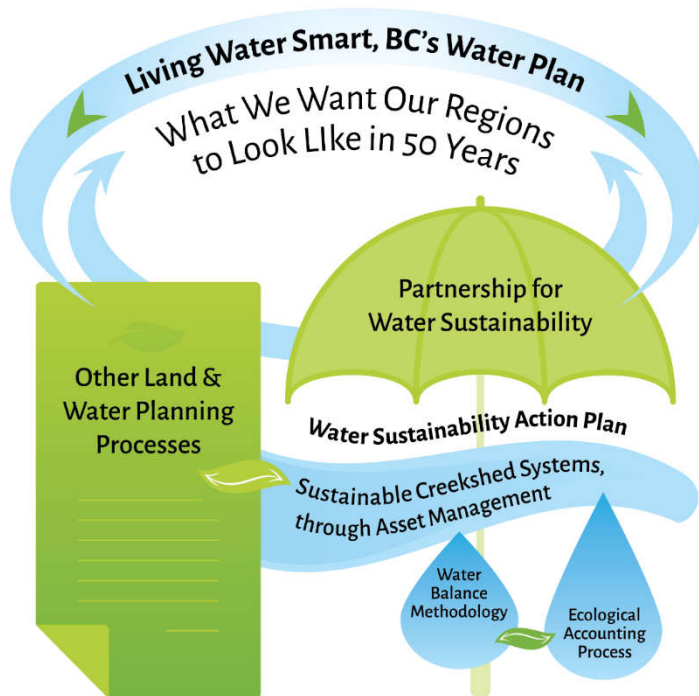 Living Water Smart, BC's Water Plan
What We Want Our Regions
to Look LIke in 50 Years
Partnership for
Water Sustainability
Other Land &
Water Planning
Processes
Water Sustainability Action Plan
Sustainable Creekshed Systems,
through Asset Management
Water
Balance
Methodology
Ecological
Accounting
Process